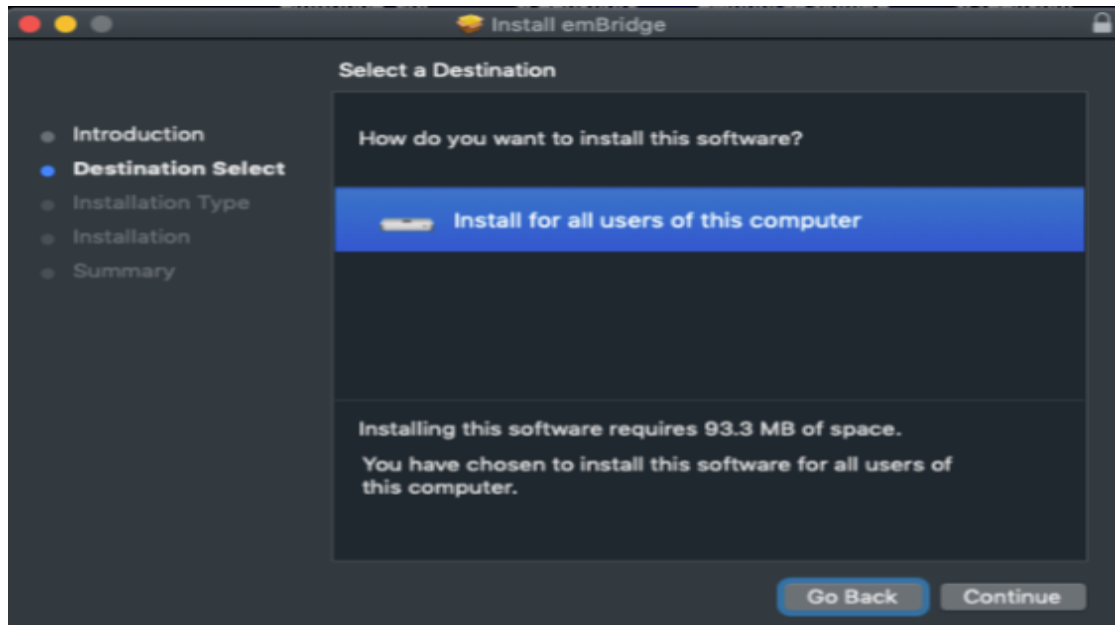 Install emBridge
Select a Destination
Introduction
Destination Select
Installation Type
Installation
Summary
How do you want to install this software?
Install for all users of this computer
Installing this software requires 93.3 MB of space.
You have chosen to install this software for all users of
this computer.
Go Back
Continue